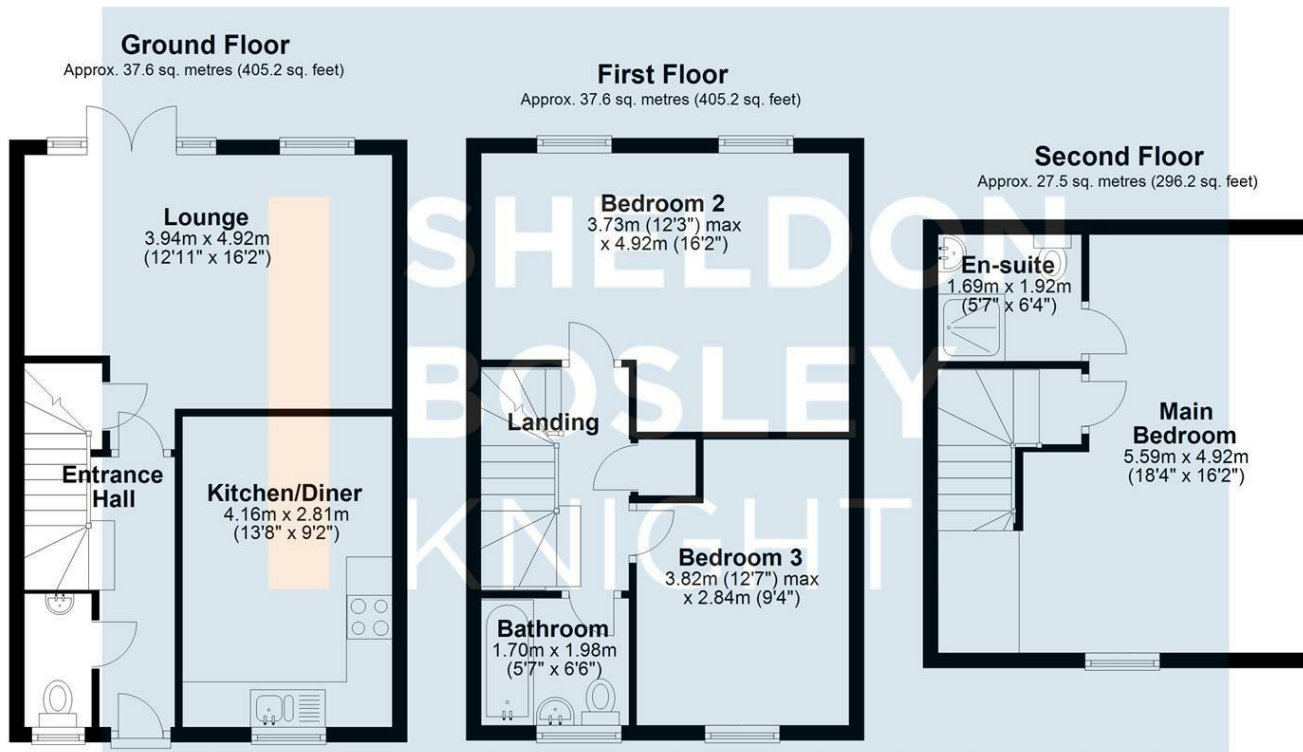 Ground Floor
Approx. 37.6 sq. metres (405.2 sq. feet)
Lounge
3.94m x 4.92m
(12'11" x 16'2")
Entrance
Hall
Kitchen/Diner
4.16m x 2.81m
(13'8" x 9'2")
First Floor
Approx. 37.6 sq. metres (405.2 sq. feet)
Bedroom 2
3.73m (12'3") max
x 4.92m (16'2")
Landing
Bedroom 3
3.82m (12'7") max
x 2.84m (9'4")
Bathroom
1.70m x 1.98m
(5'7" x 6'6")
Second Floor
Approx. 27.5 sq. metres (296.2 sq. feet)
En-suite
1.69m x 1.92m
(5'7" x 6'4")
Main
Bedroom
5.59m x 4.92m
(18'4" x 16'2")
SHELDON
BOSLEY
KNIGHT